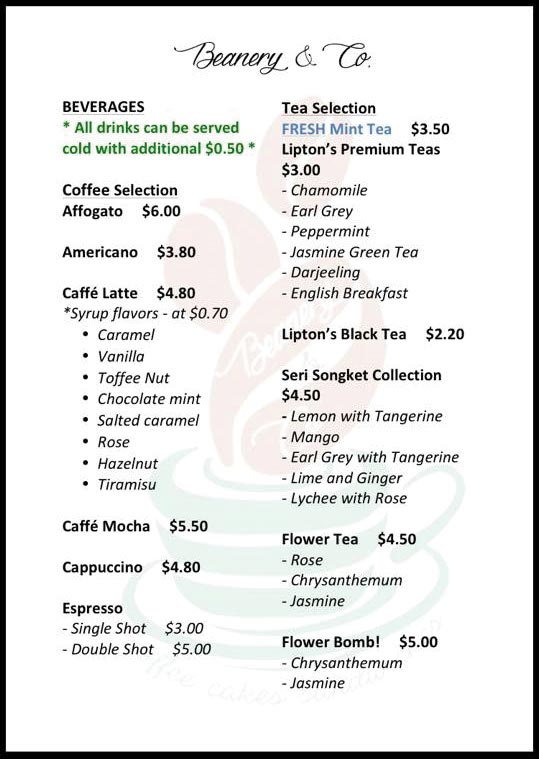 Beanery & Co.
BEVERAGES
* All drinks can be served
cold with additional $0.50 *
Coffee Selection
Affogato $6.00
Americano $3.80
Caffé Latte $4.80
*Syrup flavors - at $0.70
• Caramel
• Vanilla
• Toffee Nut
• Chocolate mint
• Salted caramel
• Rose
• Hazelnut
• Tiramisu
Caffé Mocha $5.50
Cappuccino $4.80
Espresso
- Single Shot $3.00
- Double Shot $5.00
Tea Selection
FRESH Mint Tea $3.50
Lipton's Premium Teas
$3.00
- Chamomile
- Earl Grey
- Peppermint
- Jasmine Green Tea
- Darjeeling
- English Breakfast
Lipton's Black Tea $2.20
Seri Songket Collection
$4.50
- Lemon with Tangerine
- Mango
- Earl Grey with Tangerine
- Lime and Ginger
- Lychee with Rose
Flower Tea $4.50
- Rose
- Chrysanthemum
- Jasmine
Flower Bomb! $5.00
- Chrysanthemum
- Jasmine